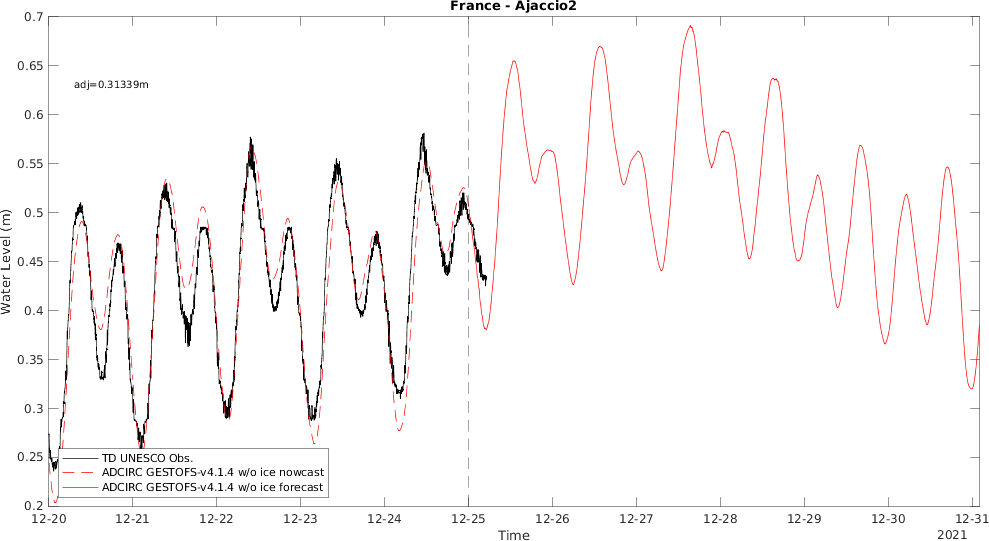 France - Ajaccio2
adj=0.31339m
Water Level (m)
0.7
0.65
0.6
0.55
0.5
0.45
0.4
0.35
0.3
0.25
0.2
TD UNESCO Obs.
ADCIRC GESTOFS-v4.1.4 w/o ice nowcast
ADCIRC GESTOFS-v4.1.4 w/o ice forecast
12-20 12-21 12-22 12-23 12-24 12-25 12-26 12-27 12-28 12-29 12-30 12-31
Time
2021